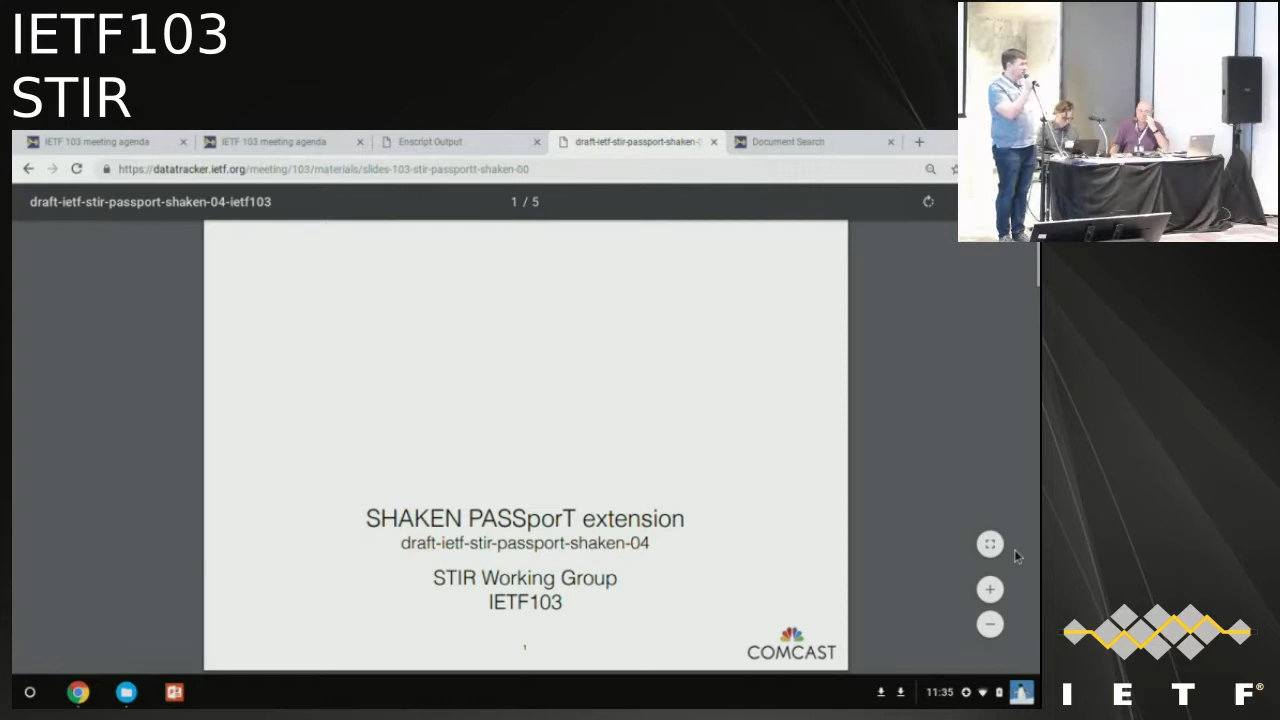 IETF103
STIR
IETF 103 meeting agenda
IETF 103 meeting agenda
Enscript Output
draft-ietf-stir-passport-shaken-
Document Search
https://datatracker.ietf.org/meeting/103/materials/slides-103-stir-passportt-shaken-00
draft-ietf-stir-passport-shaken-04-ietf103
1 / 5
SHAKEN PASSporT extension
draft-ietf-stir-passport-shaken-04
STIR Working Group
IETF103
1
COMCAST
11:35
I E T F®